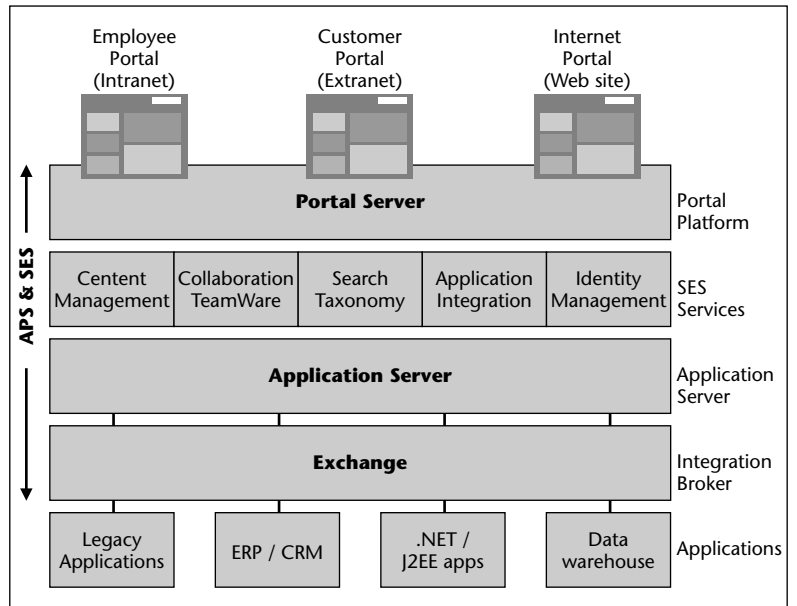 Employee
Portal
(Intranet)
Customer
Portal
(Extranet)
Internet
Portal
(Web site)
APS & SES
Portal Server
Portal
Platform
Centent
Management
Collaboration
TeamWare
Search
Taxonomy
Application
Integration
Identity
Management
SES
Services
Application Server
Application
Server
Exchange
Integration
Broker
Legacy
Applications
ERP / CRM
.NET /
J2EE apps
Data
warehouse
Applications